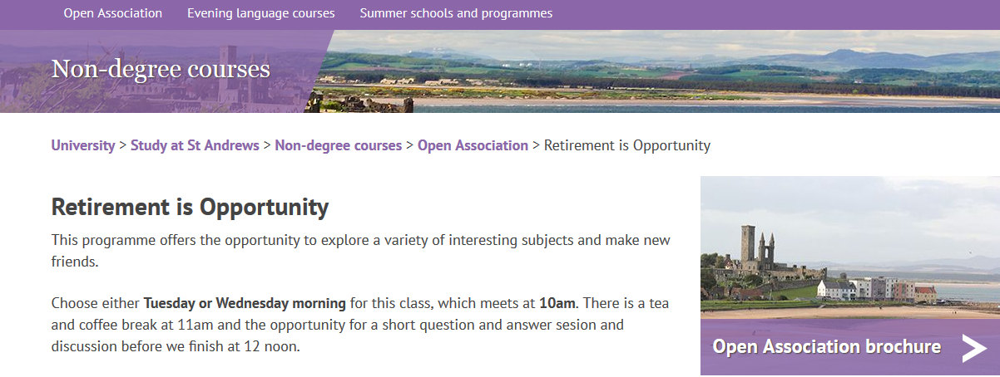 Open Association Evening language courses Summer schools and programmes
Non-degree courses
University > Study at St Andrews > Non-degree courses > Open Association > Retirement is Opportunity
Retirement is Opportunity
This programme offers the opportunity to explore a variety of interesting subjects and make new
friends.
Choose either Tuesday or Wednesday morning for this class, which meets at 10am. There is a tea
and coffee break at 11am and the opportunity for a short question and answer sesion and
discussion before we finish at 12 noon.
Open Association brochure